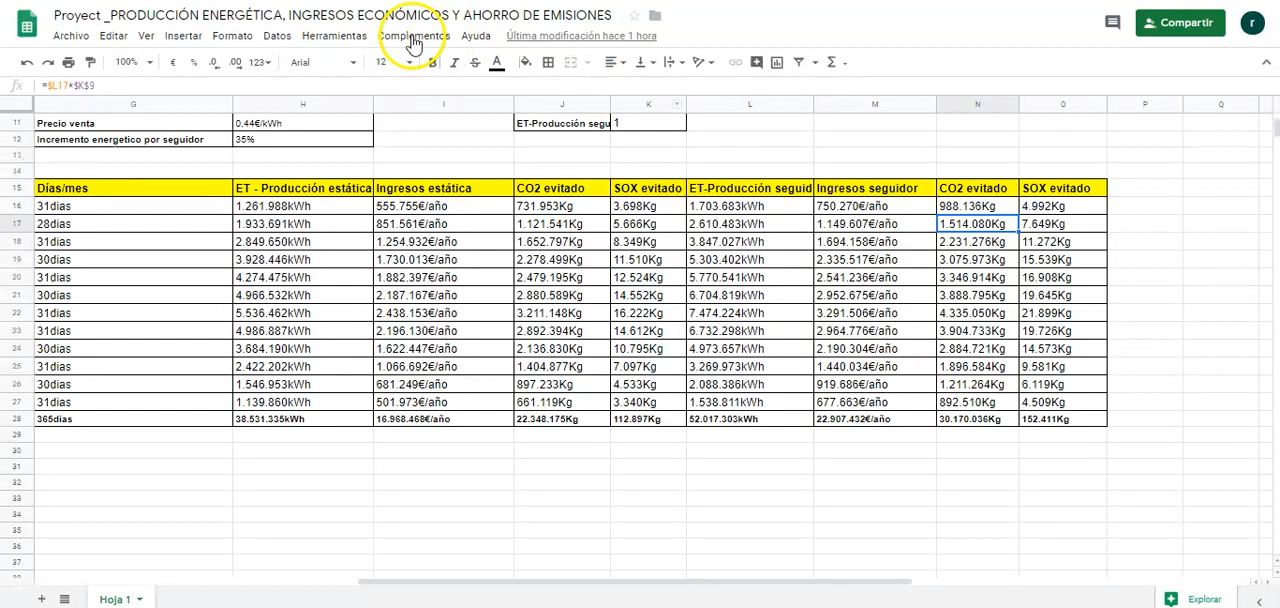 Proyect _PRODUCCIÓN ENERGÉTICA, INGRESOS ECONÓMICOS Y AHORRO DE EMISIONES
Compartir
r
Archivo Editar Ver Insertar Formato Datos Herramientas Complementos Ayuda Última modificación hace 1 hora
100% € % .0 .00 123 Arial 12 B I S A Σ
fx =$L17*$K$9
G H I J K L M N O P Q
11 Precio venta 0,44€/kWh ET-Producción segu 1
12 Incremento energetico por seguidor 35%
13
14
15 Días/mes ET - Producción estática Ingresos estática CO2 evitado SOX evitado ET-Producción seguid Ingresos seguidor CO2 evitado SOX evitado
16 31dias 1.261.988kWh 555.755€/año 731.953Kg 3.698Kg 1.703.683kWh 750.270€/año 988.136Kg 4.992Kg
17 28dias 1.933.691kWh 851.561€/año 1.121.541Kg 5.666Kg 2.610.483kWh 1.149.607€/año 1.514.080Kg 7.649Kg
18 31dias 2.849.650kWh 1.254.932€/año 1.652.797Kg 8.349Kg 3.847.027kWh 1.694.158€/año 2.231.276Kg 11.272Kg
19 30dias 3.928.446kWh 1.730.013€/año 2.278.499Kg 11.510Kg 5.303.402kWh 2.335.517€/año 3.075.973Kg 15.539Kg
20 31dias 4.274.475kWh 1.882.397€/año 2.479.195Kg 12.524Kg 5.770.541kWh 2.541.236€/año 3.346.914Kg 16.908Kg
21 30dias 4.966.532kWh 2.187.167€/año 2.880.589Kg 14.552Kg 6.704.819kWh 2.952.675€/año 3.888.795Kg 19.645Kg
22 31dias 5.536.462kWh 2.438.153€/año 3.211.148Kg 16.222Kg 7.474.224kWh 3.291.506€/año 4.335.050Kg 21.899Kg
23 31dias 4.986.887kWh 2.196.130€/año 2.892.394Kg 14.612Kg 6.732.298kWh 2.964.776€/año 3.904.733Kg 19.726Kg
24 30dias 3.684.190kWh 1.622.447€/año 2.136.830Kg 10.795Kg 4.973.657kWh 2.190.304€/año 2.884.721Kg 14.573Kg
25 31dias 2.422.202kWh 1.066.692€/año 1.404.877Kg 7.097Kg 3.269.973kWh 1.440.034€/año 1.896.584Kg 9.581Kg
26 30dias 1.546.953kWh 681.249€/año 897.233Kg 4.533Kg 2.088.386kWh 919.686€/año 1.211.264Kg 6.119Kg
27 31dias 1.139.860kWh 501.973€/año 661.119Kg 3.340Kg 1.538.811kWh 677.663€/año 892.510Kg 4.509Kg
28 365dias 38.531.335kWh 16.968.468€/año 22.348.175Kg 112.897Kg 52.017.303kWh 22.907.432€/año 30.170.036Kg 152.411Kg
29
30
31
32
33
34
35
36
37
Hoja 1 Explorar